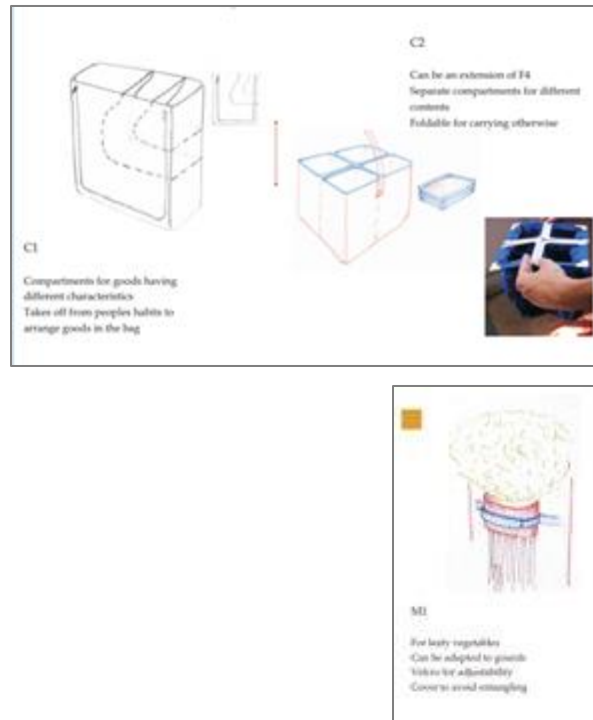 C2
Can be an extension of F4
Separate compartments for different
contents
Foldable for carrying otherwise
C1
Compartments for goods having
different characteristics
Takes off from peoples habits to
arrange goods in the bag
M1
For leafy vegetables
Can be adapted to gourds
Velcro for adjustability
Cover to avoid entangling